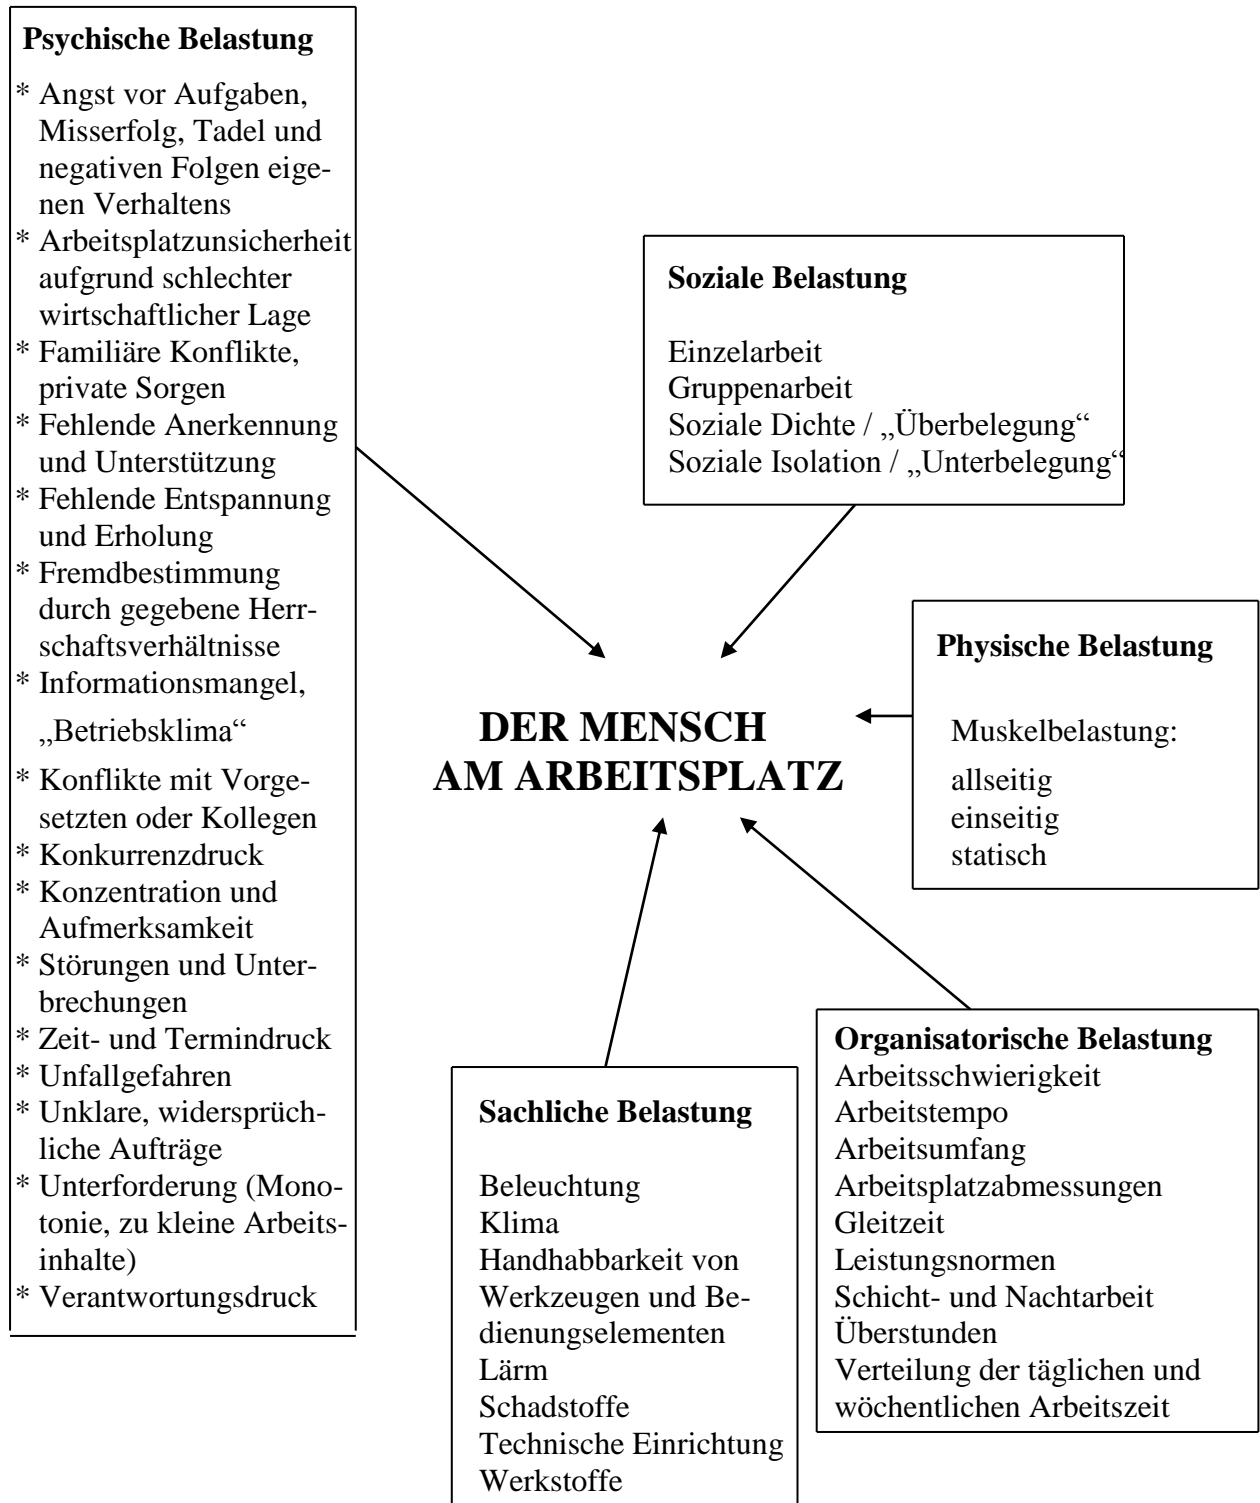 Psychische Belastung
* Angst vor Aufgaben,
Misserfolg, Tadel und
negativen Folgen eige-
nen Verhaltens
* Arbeitsplatzunsicherheit
aufgrund schlechter
wirtschaftlicher Lage
* Familiäre Konflikte,
private Sorgen
* Fehlende Anerkennung
und Unterstützung
* Fehlende Entspannung
und Erholung
* Fremdbestimmung
durch gegebene Herr-
schaftsverhältnisse
* Informationsmangel,
„Betriebsklima“
* Konflikte mit Vorge-
setzten oder Kollegen
* Konkurrenzdruck
* Konzentration und
Aufmerksamkeit
* Störungen und Unter-
brechungen
* Zeit- und Termindruck
* Unfallgefahren
* Unklare, widersprüch-
liche Aufträge
* Unterforderung (Mono-
tonie, zu kleine Arbeits-
inhalte)
* Verantwortungsdruck
Soziale Belastung
Einzelarbeit
Gruppenarbeit
Soziale Dichte / „Überbelegung“
Soziale Isolation / „Unterbelegung“
Physische Belastung
Muskelbelastung:
allseitig
einseitig
statisch
DER MENSCH
AM ARBEITSPLATZ
Sachliche Belastung
Beleuchtung
Klima
Handhabbarkeit von
Werkzeugen und Be-
dienungselementen
Lärm
Schadstoffe
Technische Einrichtung
Werkstoffe
Organisatorische Belastung
Arbeitsschwierigkeit
Arbeitstempo
Arbeitsumfang
Arbeitsplatzabmessungen
Gleitzeit
Leistungsnormen
Schicht- und Nachtarbeit
Überstunden
Verteilung der täglichen und
wöchentlichen Arbeitszeit